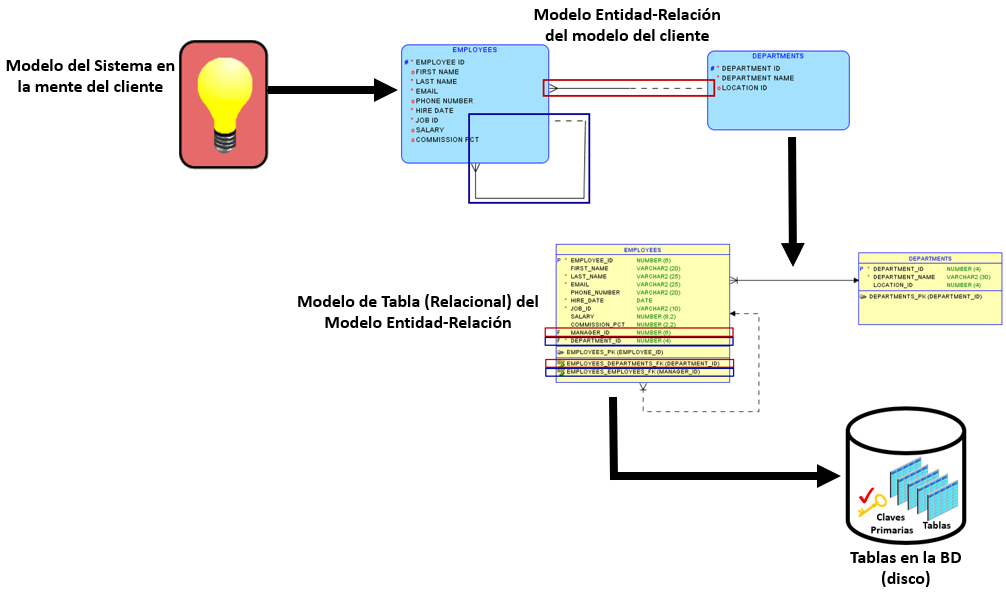 Modelo Entidad-Relación
del modelo del cliente
Modelo del Sistema en
la mente del cliente
EMPLOYEES
# * EMPLOYEE ID
o FIRST NAME
* LAST NAME
* EMAIL
o PHONE NUMBER
* HIRE DATE
* JOB ID
o SALARY
o COMMISSION PCT
DEPARTMENTS
# * DEPARTMENT ID
* DEPARTMENT NAME
o LOCATION ID
Modelo de Tabla (Relacional) del
Modelo Entidad-Relación
EMPLOYEES
P * EMPLOYEE_ID NUMBER (6)
FIRST_NAME VARCHAR2 (20)
* LAST_NAME VARCHAR2 (25)
* EMAIL VARCHAR2 (25)
PHONE_NUMBER VARCHAR2 (20)
* HIRE_DATE DATE
* JOB_ID VARCHAR2 (10)
SALARY NUMBER (8,2)
COMMISSION_PCT NUMBER (2,2)
F MANAGER_ID NUMBER (6)
F * DEPARTMENT_ID NUMBER (4)
EMPLOYEES_PK (EMPLOYEE_ID)
EMPLOYEES_DEPARTMENTS_FK (DEPARTMENT_ID)
EMPLOYEES_EMPLOYEES_FK (MANAGER_ID)
DEPARTMENTS
P * DEPARTMENT_ID NUMBER (4)
* DEPARTMENT_NAME VARCHAR2 (30)
LOCATION_ID NUMBER (4)
DEPARTMENTS_PK (DEPARTMENT_ID)
Claves
Primarias
Tablas
Tablas en la BD
(disco)